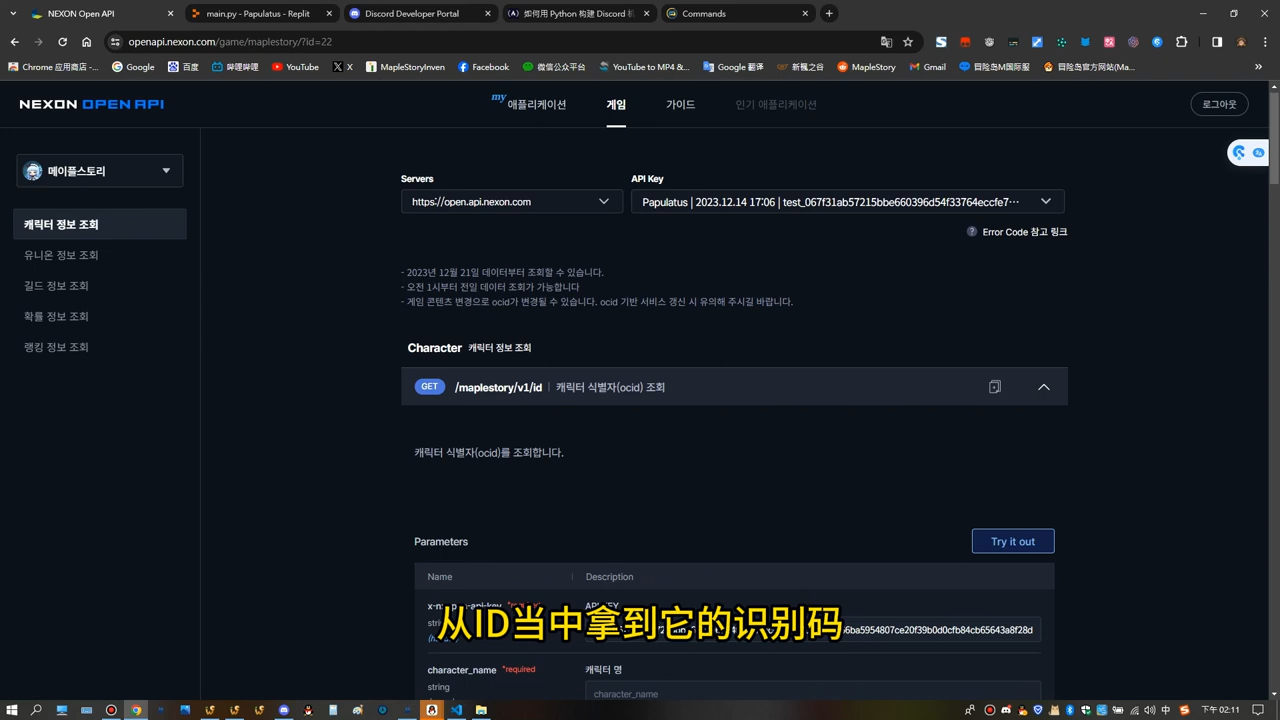 NEXON Open API
main.py - Papulatus - Replit
Discord Developer Portal
如何用 Python 构建 Discord 机
Commands
openapi.nexon.com/game/maplestory/?id=22
Chrome 应用商店 -...
Google
百度
哔哩哔哩
YouTube
X
MapleStoryInven
Facebook
微信公众平台
YouTube to MP4 &...
Google 翻译
新楓之谷
MapleStory
Gmail
冒险岛M国际服
冒险岛官方网站(Ma...
NEXON OPEN API
my 애플리케이션
게임
가이드
인기 애플리케이션
로그아웃
메이플스토리
캐릭터 정보 조회
유니온 정보 조회
길드 정보 조회
확률 정보 조회
랭킹 정보 조회
Servers
API Key
https://open.api.nexon.com
Papulatus | 2023.12.14 17:06 | test_067f31ab57215bbe660396d54f33764eccfe7···
Error Code 참고 링크
- 2023년 12월 21일 데이터부터 조회할 수 있습니다.
- 오전 1시부터 전일 데이터 조회가 가능합니다
- 게임 콘텐츠 변경으로 ocid가 변경될 수 있습니다. ocid 기반 서비스 갱신 시 유의해 주시길 바랍니다.
Character 캐릭터 정보 조회
GET /maplestory/v1/id | 캐릭터 식별자(ocid) 조회
캐릭터 식별자(ocid)를 조회합니다.
Parameters
Try it out
Name
Description
从ID当中拿到它的识别码
6ba5954807ce20f39b0d0cfb84cb65643a8f28d
character_name *required
캐릭터 명
string
character_name
中
下午 02:11